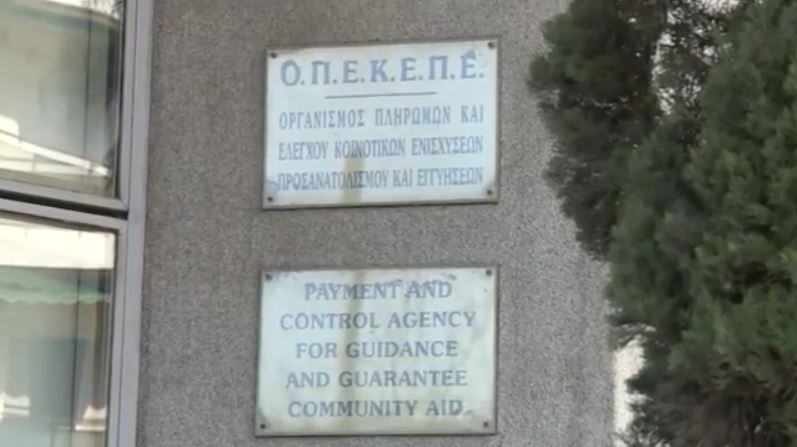 Ο.Π.Ε.Κ.Ε.Π.Ε.
ΟΡΓΑΝΙΣΜΟΣ ΠΛΗΡΩΜΩΝ ΚΑΙ
ΕΛΕΓΧΟΥ ΚΟΙΝΟΤΙΚΩΝ ΕΝΙΣΧΥΣΕΩΝ
ΠΡΟΣΑΝΑΤΟΛΙΣΜΟΥ ΚΑΙ ΕΓΓΥΗΣΕΩΝ
PAYMENT AND
CONTROL AGENCY
FOR GUIDANCE
AND GUARANTEE
COMMUNITY AID.